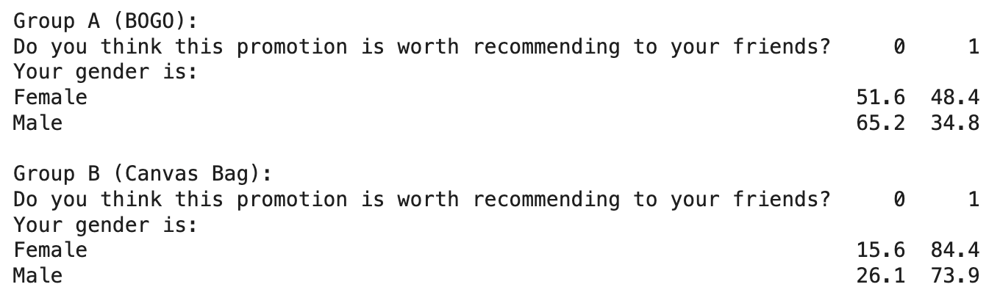 Group A (BOGO):
Do you think this promotion is worth recommending to your friends? 0 1
Your gender is:
Female 51.6 48.4
Male 65.2 34.8
Group B (Canvas Bag):
Do you think this promotion is worth recommending to your friends? 0 1
Your gender is:
Female 15.6 84.4
Male 26.1 73.9